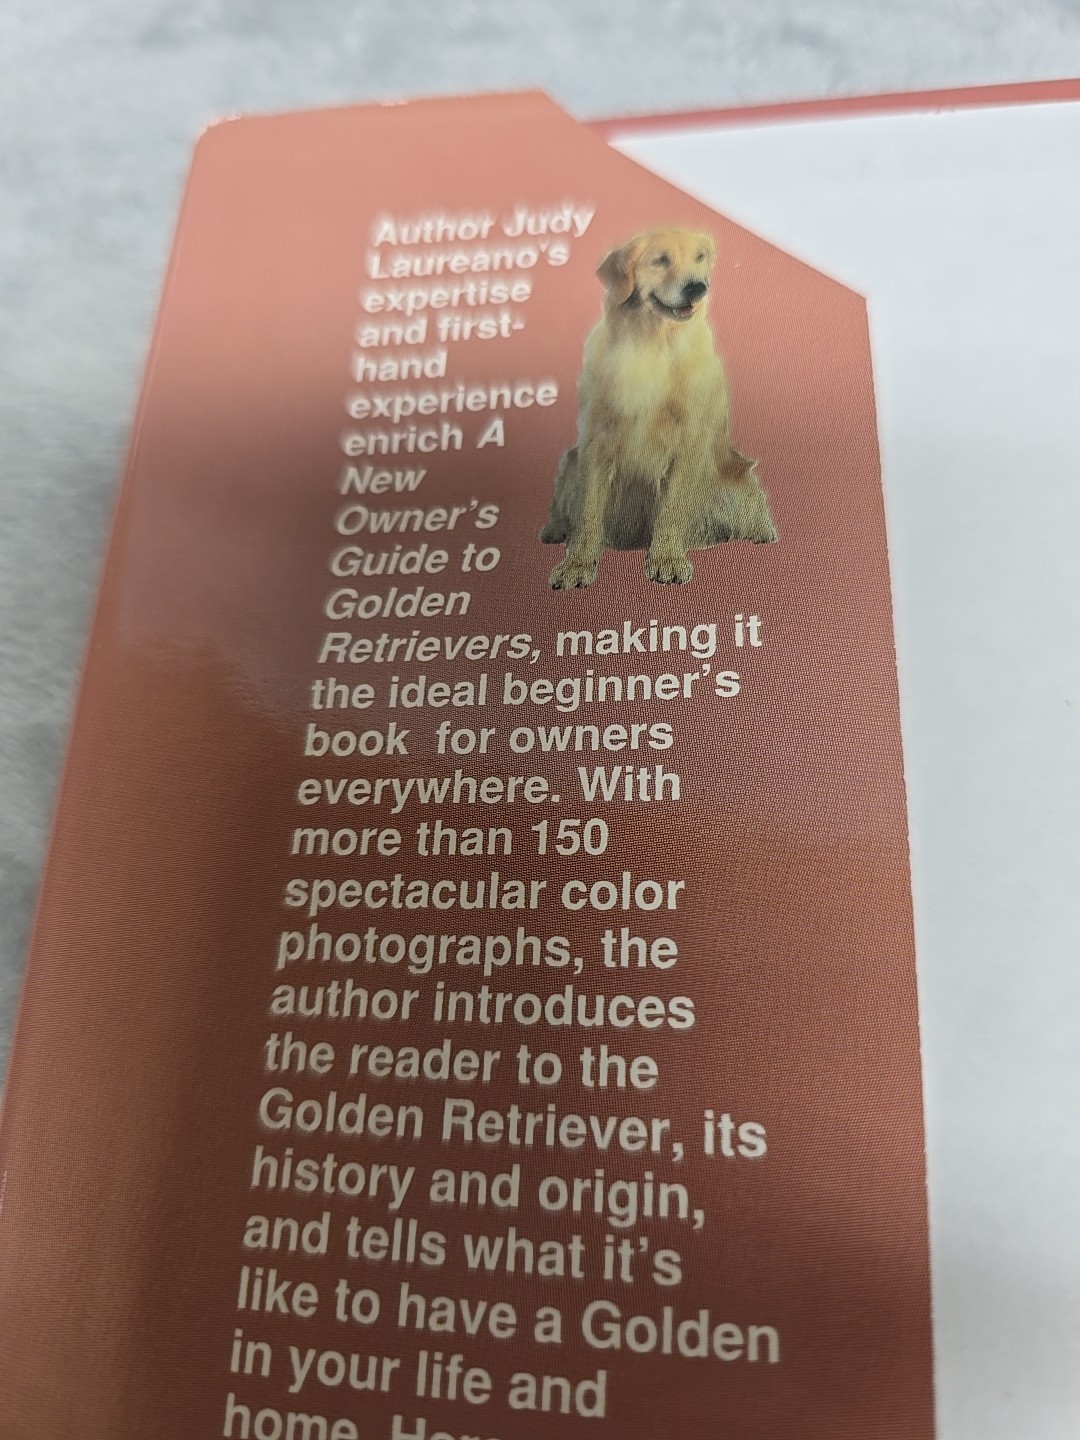 Author Judy
Laureano's
expertise
and first-
hand
experience
enrich A
New
Owner's
Guide to
Golden
Retrievers, making it
the ideal beginner's
book for owners
everywhere. With
more than 150
spectacular color
photographs, the
author introduces
the reader to the
Golden Retriever, its
history and origin,
and tells what it's
like to have a Golden
in your life and
home.